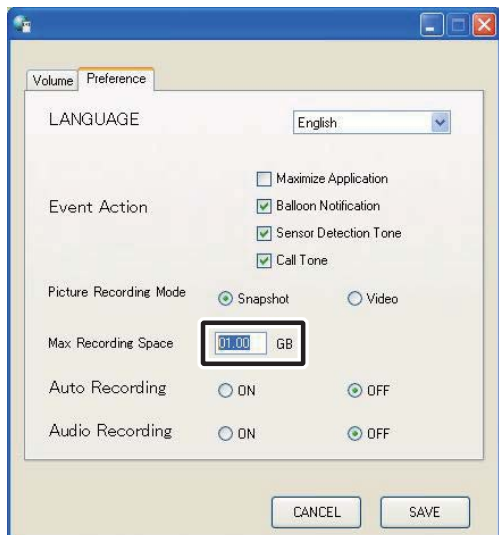 Volume Preference
LANGUAGE English
Maximize Application
Event Action
Balloon Notification
Sensor Detection Tone
Call Tone
Picture Recording Mode Snapshot Video
Max Recording Space 01.00 GB
Auto Recording ON OFF
Audio Recording ON OFF
CANCEL SAVE